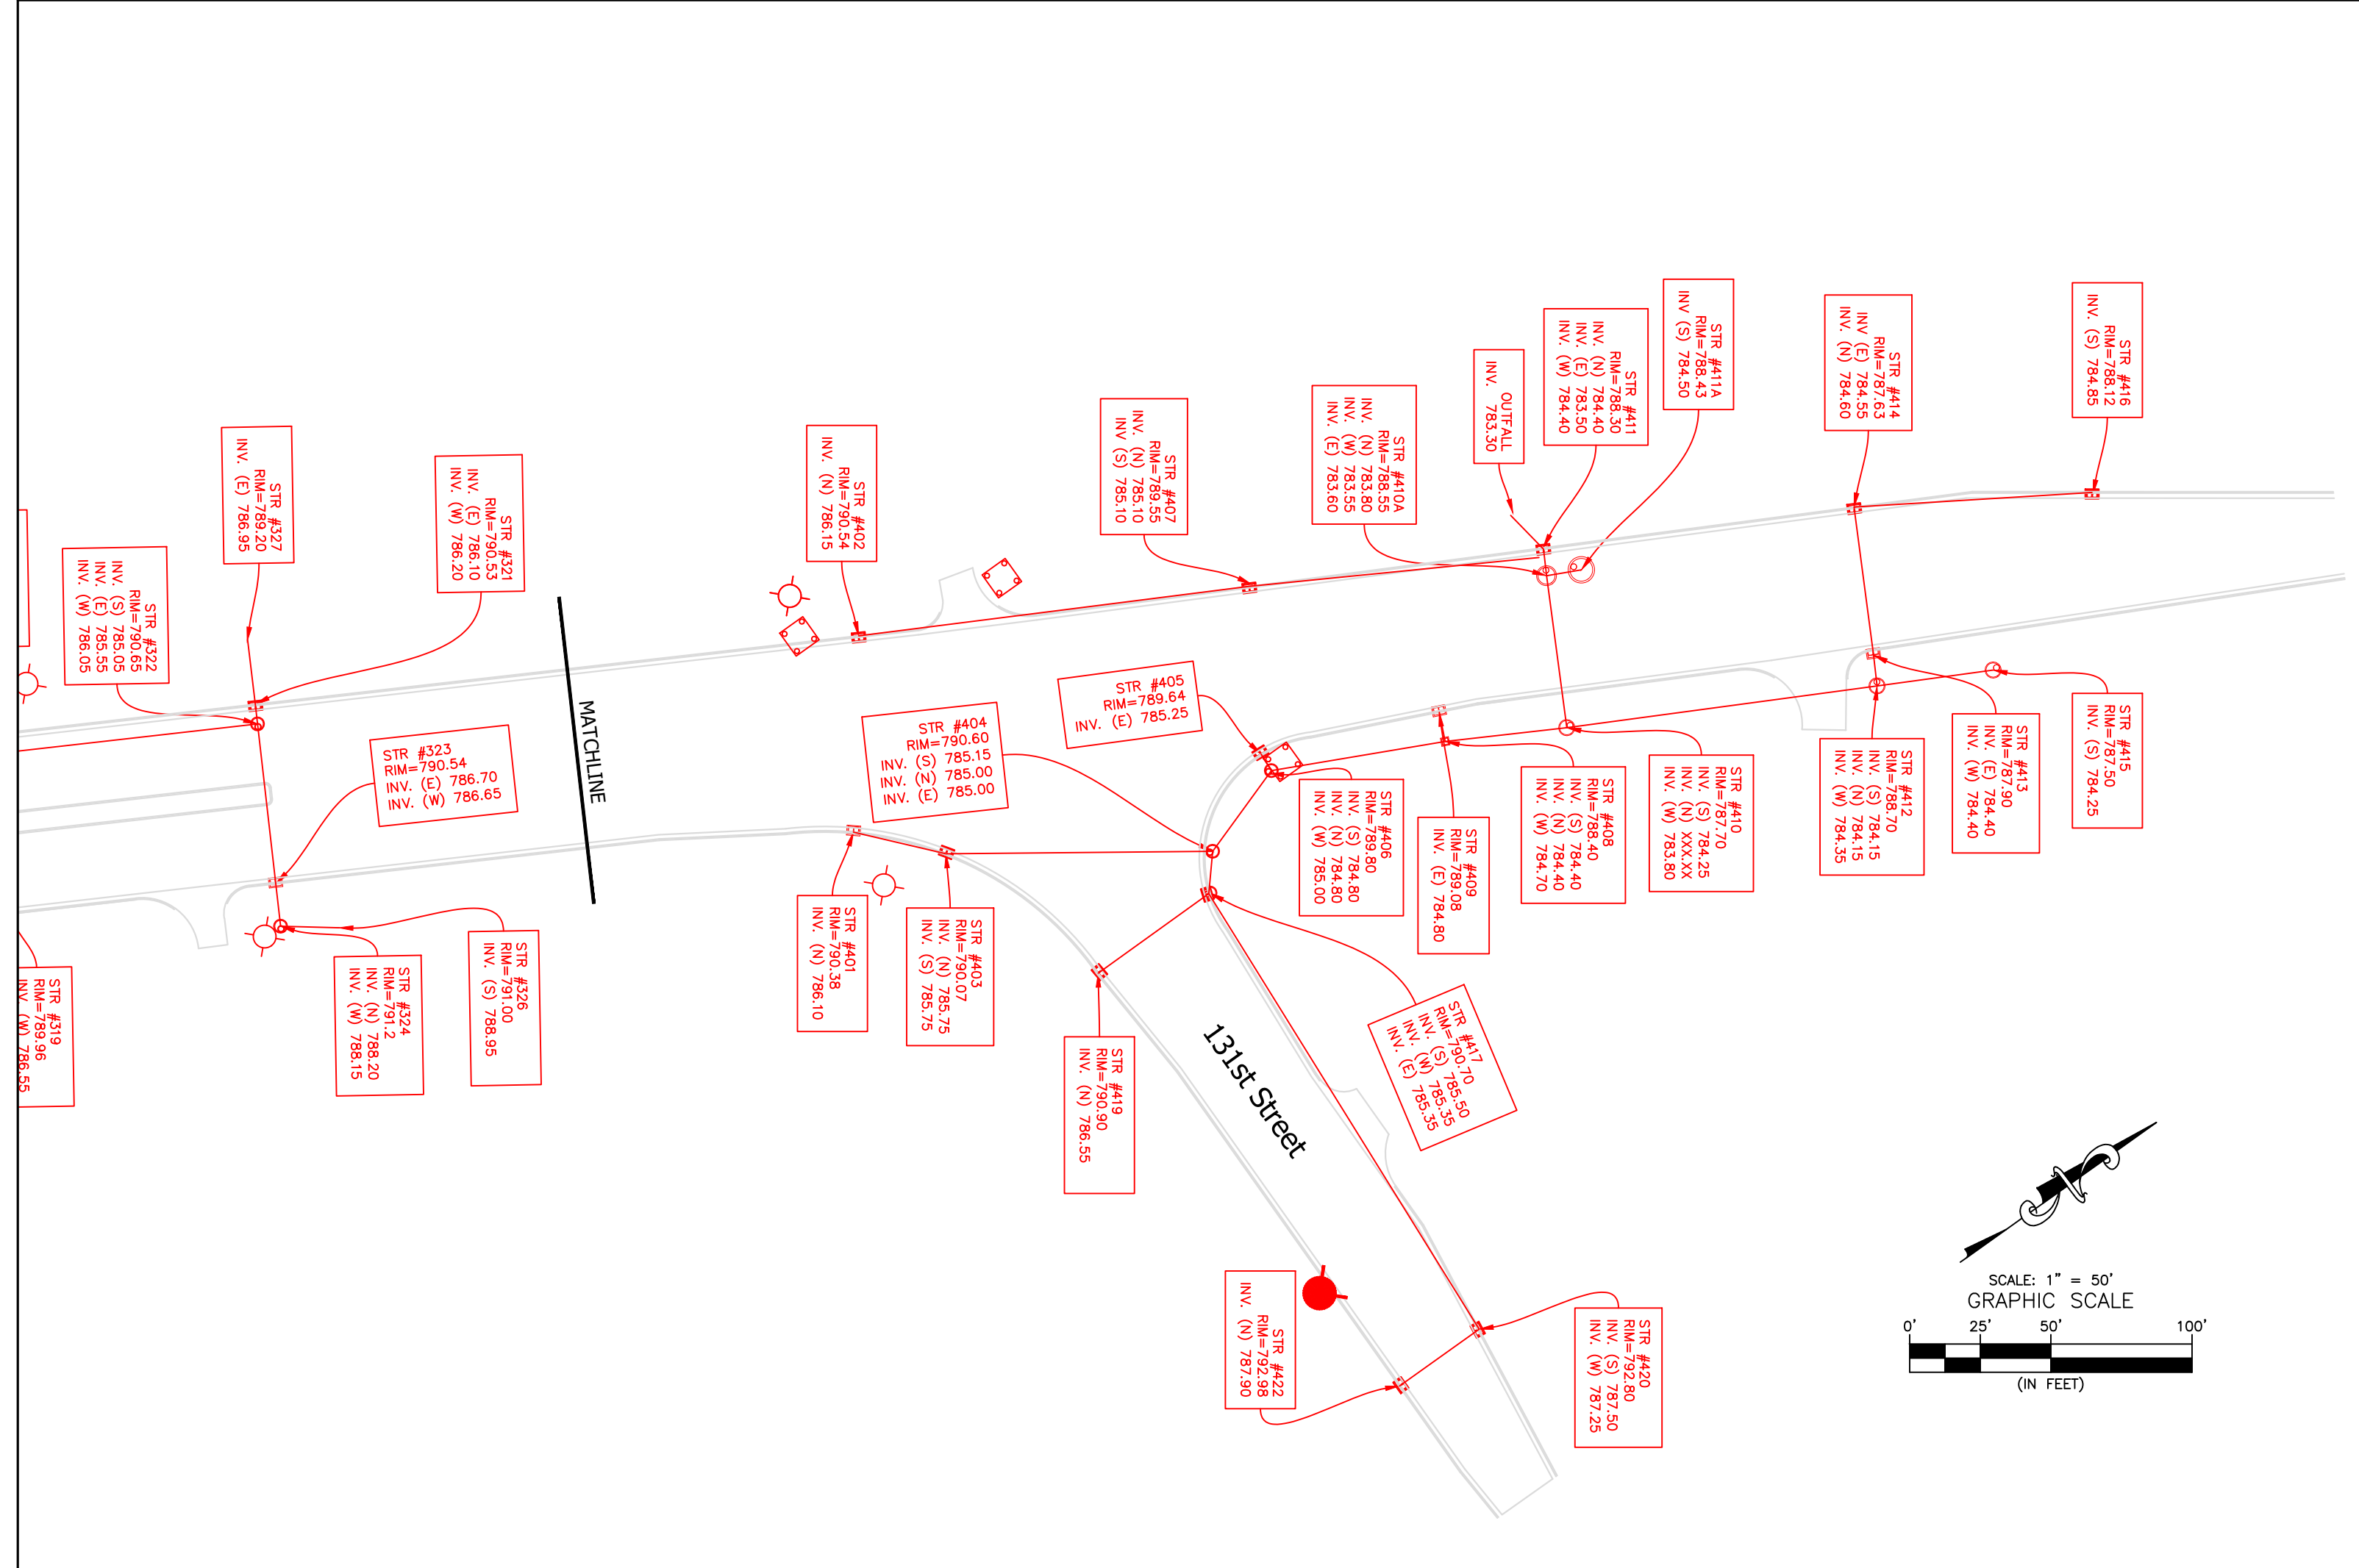 STR #416
RIM=788.12
INV. (S) 784.85
STR #414
RIM=787.63
INV (E) 784.55
INV. (N) 784.60
STR #411A
RIM=788.43
INV (S) 784.50
STR #411
RIM=788.30
INV. (N) 784.40
INV. (E) 783.50
INV. (W) 784.40
OUTFALL
INV. 783.30
STR #410A
RIM=788.55
INV. (N) 783.80
INV. (W) 783.55
INV. (E) 783.60
STR #407
RIM=789.55
INV. (N) 785.10
INV (S) 785.10
STR #402
RIM=790.54
INV. (N) 786.15
STR #321
RIM=790.53
INV. (E) 786.10
INV. (W) 786.20
STR #327
RIM=789.20
INV. (E) 786.95
STR #322
RIM=790.65
INV. (S) 785.05
INV. (E) 785.55
INV. (W) 786.05
STR #323
RIM=790.54
INV. (E) 786.70
INV. (W) 786.65
MATCHLINE
STR #404
RIM=790.60
INV. (S) 785.15
INV. (N) 785.00
INV. (E) 785.00
STR #405
RIM=789.64
INV. (E) 785.25
STR #406
RIM=789.80
INV. (S) 784.80
INV. (N) 784.80
INV. (W) 785.00
STR #409
RIM=789.08
INV. (E) 784.80
STR #408
RIM=788.40
INV. (S) 784.40
INV. (N) 784.40
INV. (W) 784.70
STR #410
RIM=787.70
INV. (S) 784.25
INV. (N) XXX.XX
INV. (W) 783.80
STR #412
RIM=788.70
INV. (S) 784.15
INV. (N) 784.15
INV. (W) 784.35
STR #413
RIM=787.90
INV. (E) 784.40
INV. (W) 784.40
STR #415
RIM=787.50
INV. (S) 784.25
STR #319
RIM=789.96
INV. (W) 786.55
STR #324
RIM=791.2
INV. (N) 788.20
INV. (W) 788.15
STR #326
RIM=791.00
INV. (S) 788.95
STR #401
RIM=790.38
INV. (N) 786.10
STR #403
RIM=790.07
INV. (N) 785.75
INV. (S) 785.75
STR #419
RIM=790.90
INV. (N) 786.55
131st Street
STR #417
RIM=790.70
INV. (S) 785.50
INV. (W) 785.35
INV. (E) 785.35
STR #422
RIM=792.98
INV. (N) 787.90
STR #420
RIM=792.80
INV. (S) 787.50
INV. (W) 787.25
SCALE: 1" = 50'
GRAPHIC SCALE
0' 25' 50' 100'
(IN FEET)